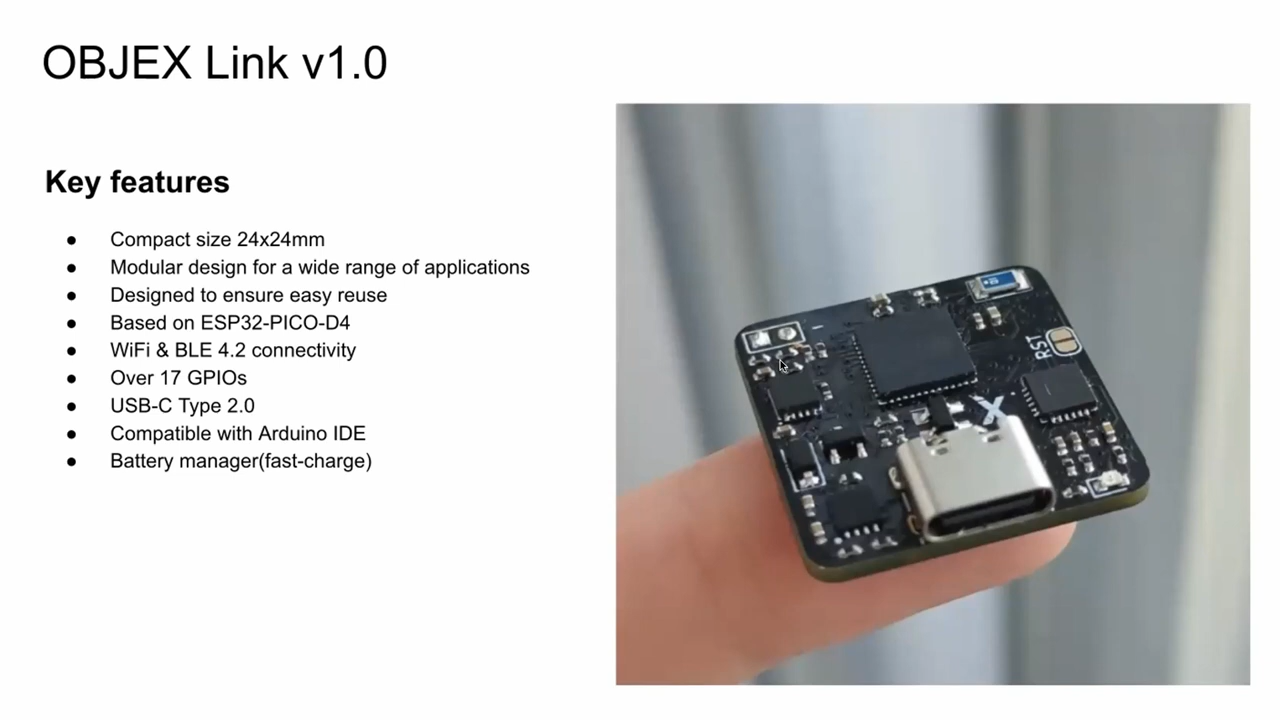 OBJEX Link v1.0
Key features
● Compact size 24x24mm
● Modular design for a wide range of applications
● Designed to ensure easy reuse
● Based on ESP32-PICO-D4
● WiFi & BLE 4.2 connectivity
● Over 17 GPIOs
● USB-C Type 2.0
● Compatible with Arduino IDE
● Battery manager(fast-charge)
RST
X